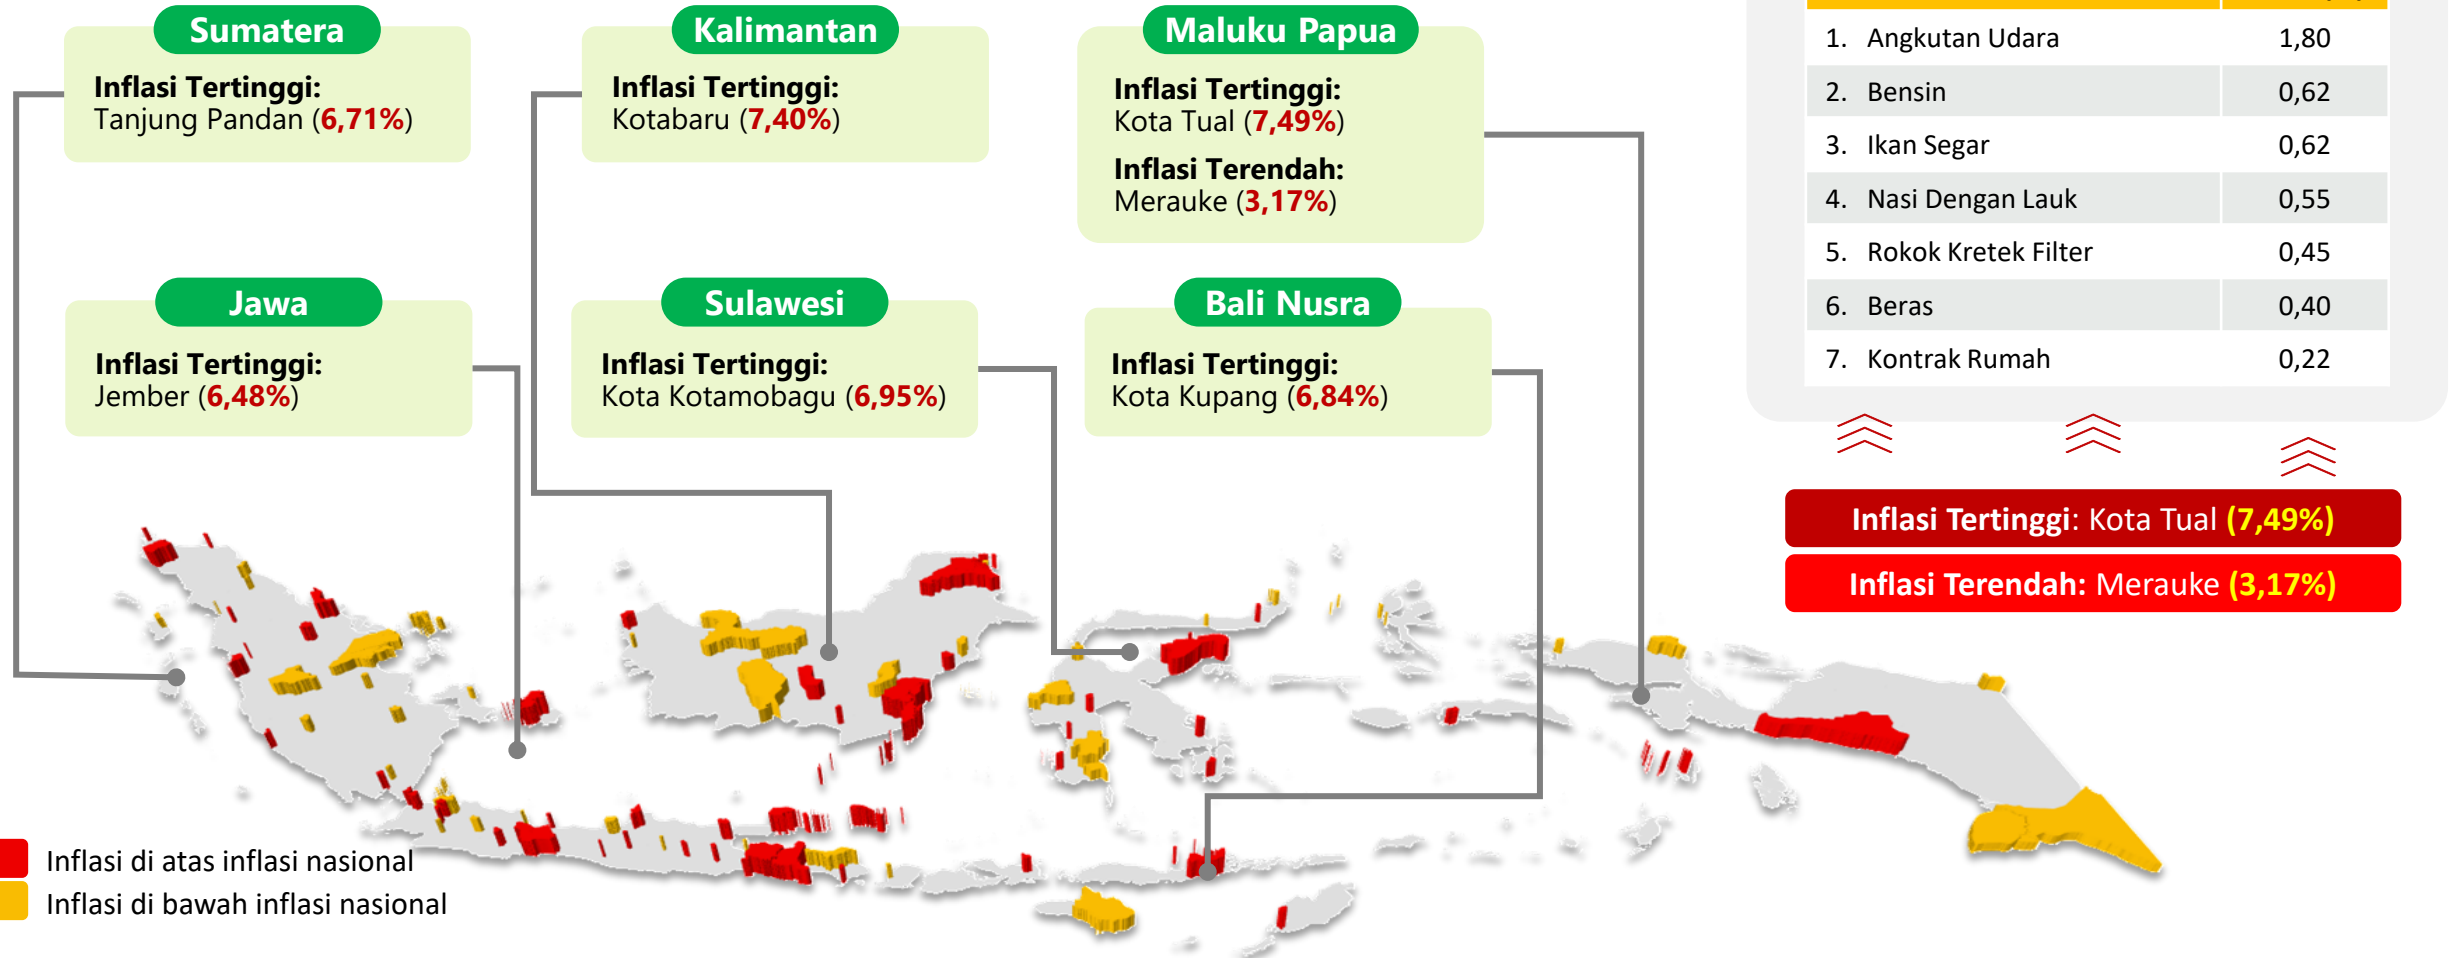 Sumatera
Inflasi Tertinggi:
Tanjung Pandan (6,71%)
Kalimantan
Inflasi Tertinggi:
Kotabaru (7,40%)
Maluku Papua
Inflasi Tertinggi:
Kota Tual (7,49%)
Inflasi Terendah:
Merauke (3,17%)
Jawa
Inflasi Tertinggi:
Jember (6,48%)
Sulawesi
Inflasi Tertinggi:
Kota Kotamobagu (6,95%)
Bali Nusra
Inflasi Tertinggi:
Kota Kupang (6,84%)
1. Angkutan Udara 1,80
2. Bensin 0,62
3. Ikan Segar 0,62
4. Nasi Dengan Lauk 0,55
5. Rokok Kretek Filter 0,45
6. Beras 0,40
7. Kontrak Rumah 0,22
Inflasi Tertinggi: Kota Tual (7,49%)
Inflasi Terendah: Merauke (3,17%)
Inflasi di atas inflasi nasional
Inflasi di bawah inflasi nasional